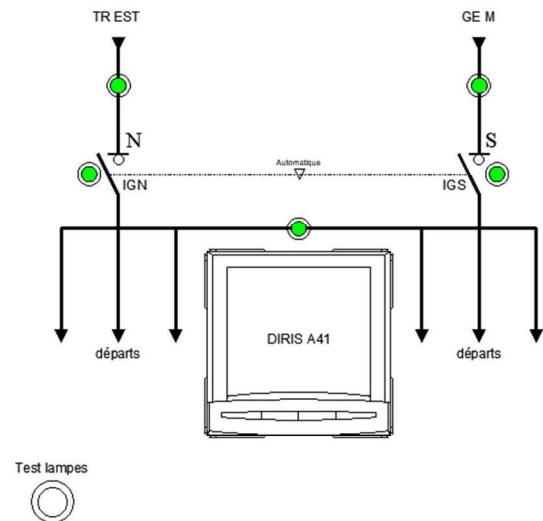 TR EST
GE M
N
S
Automatique
IGN
IGS
DIRIS A41
départs
départs
Test lampes